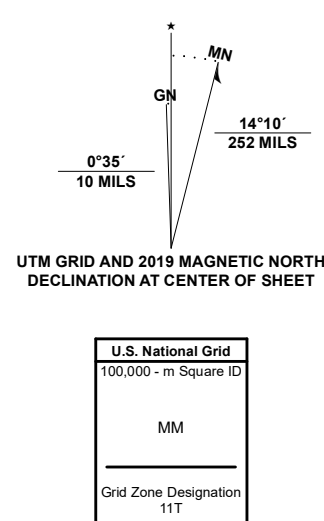 MN
GN
14°10´
252 MILS
0°35´
10 MILS
UTM GRID AND 2019 MAGNETIC NORTH
DECLINATION AT CENTER OF SHEET
U.S. National Grid
100,000 - m Square ID
MM
Grid Zone Designation
11T